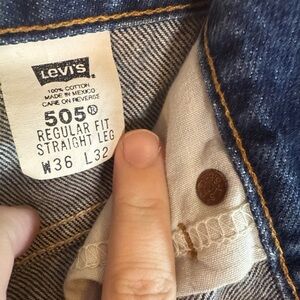 Levi's
100% COTTON
MADE IN MEXICO
CARE ON REVERSE
505®
REGULAR FIT
STRAIGHT LEG
W36 L32